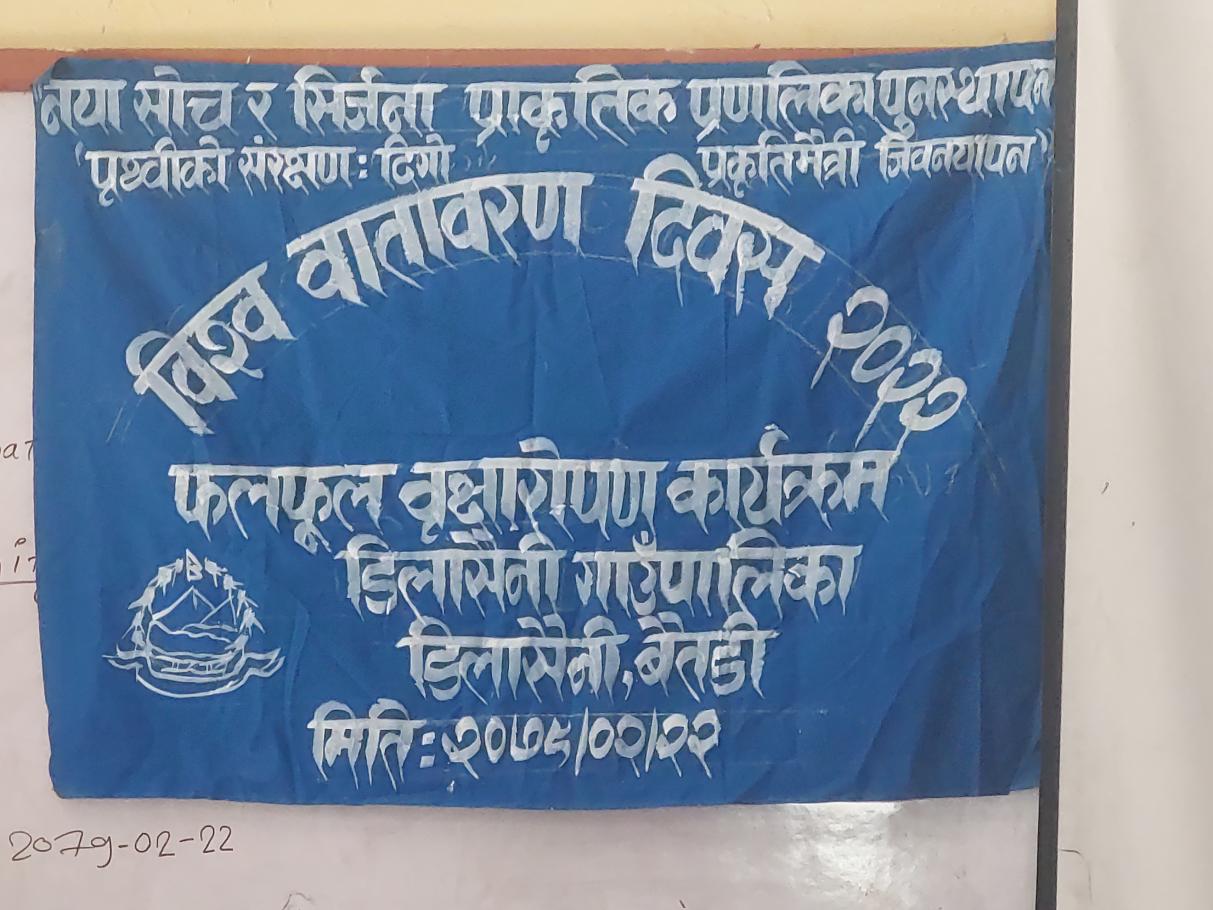 "नया सोच र सिर्जना प्राकृतिक प्रणालिका पुनस्थापन
'पृथ्वीको संरक्षण : दिगो प्रकृतिमैत्री जिवनयापन'
विश्व वातावरण दिवस २०२२
फलफूल वृक्षारोपण कार्यक्रम
डिलासैनी गाउँपालिका
डिलासैनी, बैतडी
मिति : २०७९/०२/२२
2079-02-22